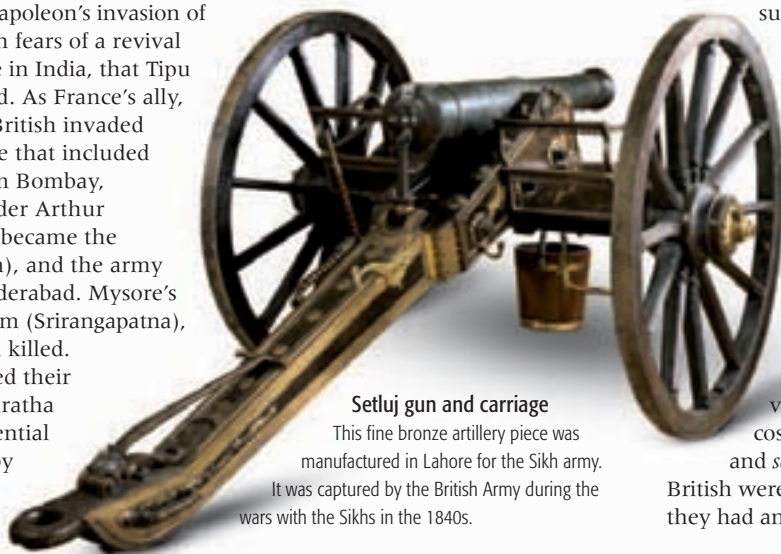 apoleon's invasion of
n fears of a revival
e in India, that Tipu
d. As France's ally,
British invaded
e that included
n Bombay,
der Arthur
became the
n), and the army
derabad. Mysore's
m (Srirangapatna),
killed.
ed their
ratha
ential
by
Setluj gun and carriage
This fine bronze artillery piece was
manufactured in Lahore for the Sikh army.
It was captured by the British Army during the
wars with the Sikhs in the 1840s.
su
v
cos
and s
British were
they had an